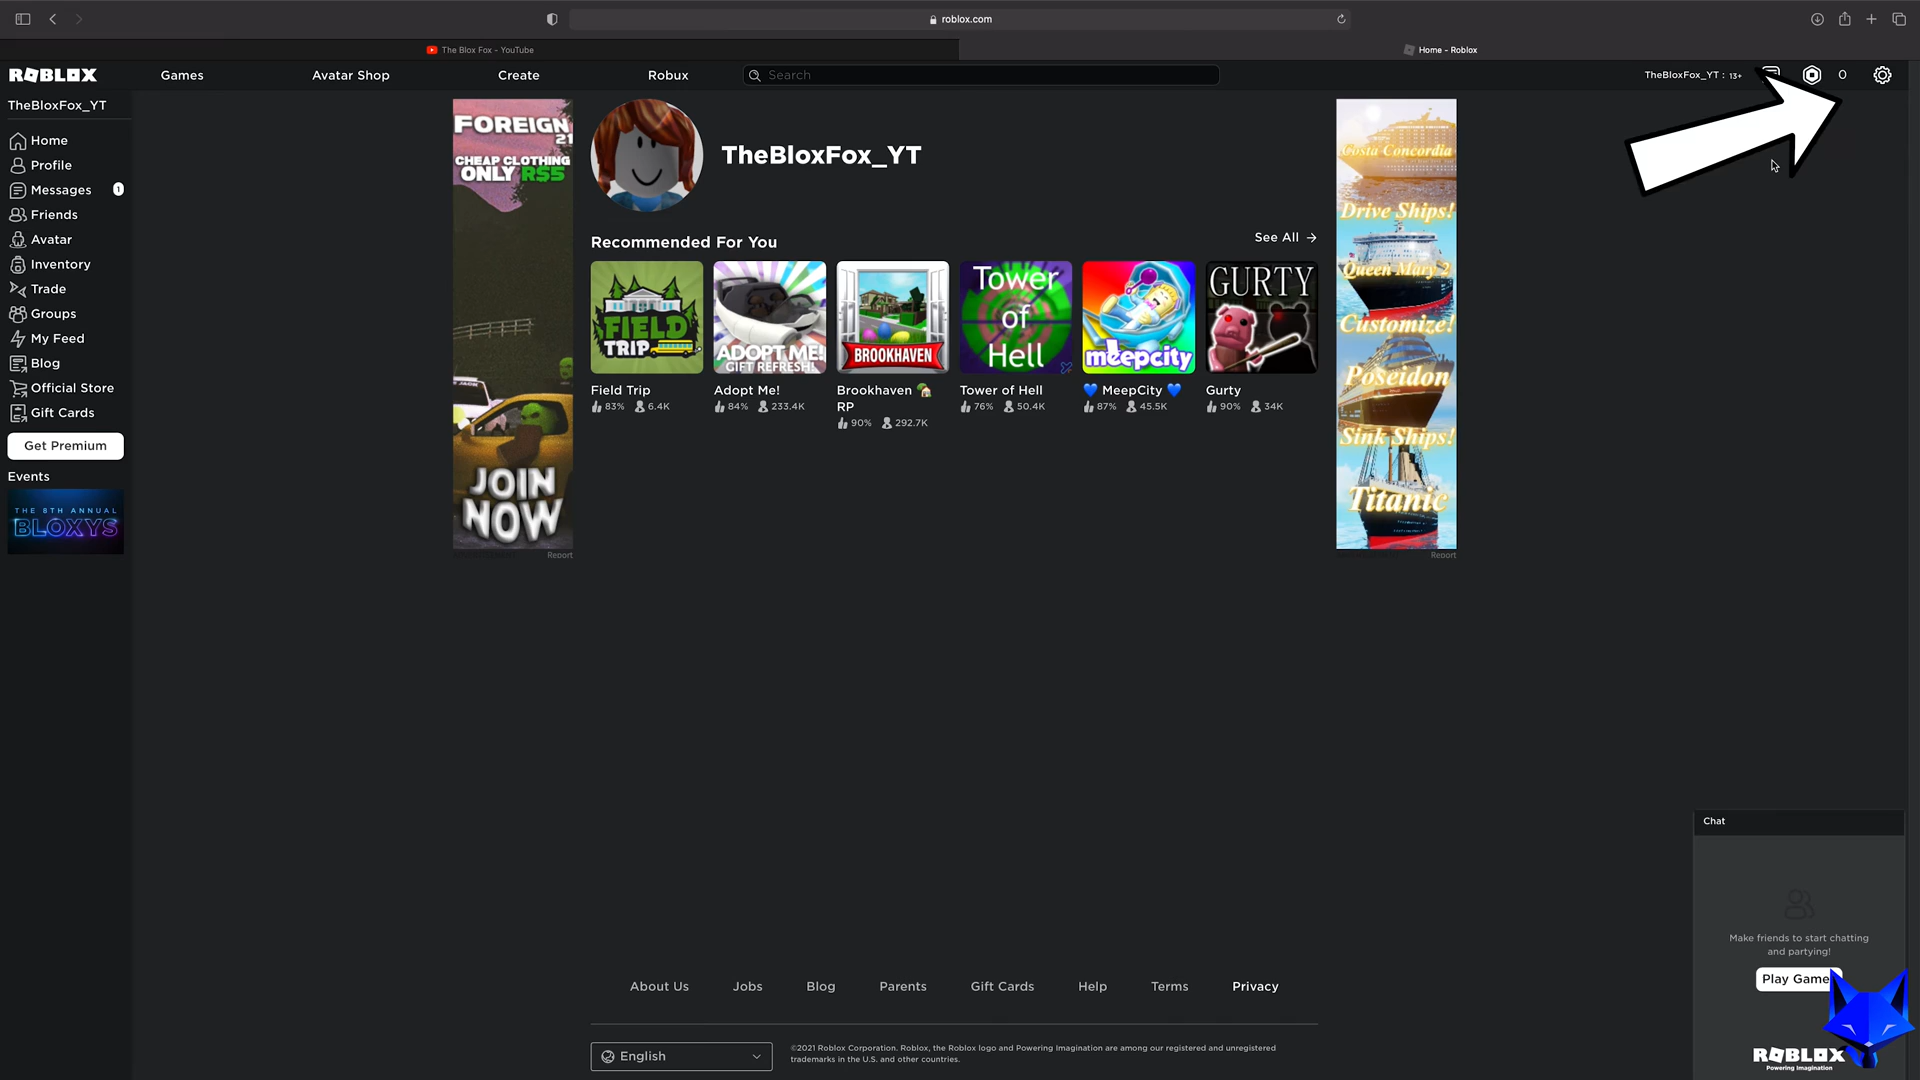 roblox.com
The Blox Fox - YouTube
Home - Roblox
ROBLOX
Games
Avatar Shop
Create
Robux
Search
TheBloxFox_YT : 13+
0
TheBloxFox_YT
Home
Profile
Messages
1
Friends
Avatar
Inventory
Trade
Groups
My Feed
Blog
Official Store
Gift Cards
Get Premium
Events
THE 8TH ANNUAL
BLOXYS
FOREIGN
21
CHEAP CLOTHING
ONLY R$5
JOIN
NOW
Report
TheBloxFox_YT
Recommended For You
See All →
FIELD
TRIP
ADOPT ME!
GIFT REFRESH!
BROOKHAVEN
Tower
of
Hell
meepcity
GURTY
Field Trip
83% 6.4K
Adopt Me!
84% 233.4K
Brookhaven 🏡
RP
90% 292.7K
Tower of Hell
76% 50.4K
💙 MeepCity 💙
87% 45.5K
Gurty
90% 34K
Costa Concordia
Drive Ships!
Queen Mary 2
Customize!
Poseidon
Sink Ships!
Titanic
Report
Chat
Make friends to start chatting
and partying!
Play Game
ROBLOX
Powering Imagination
About Us
Jobs
Blog
Parents
Gift Cards
Help
Terms
Privacy
English
©2021 Roblox Corporation. Roblox, the Roblox logo and Powering Imagination are among our registered and unregistered
trademarks in the U.S. and other countries.